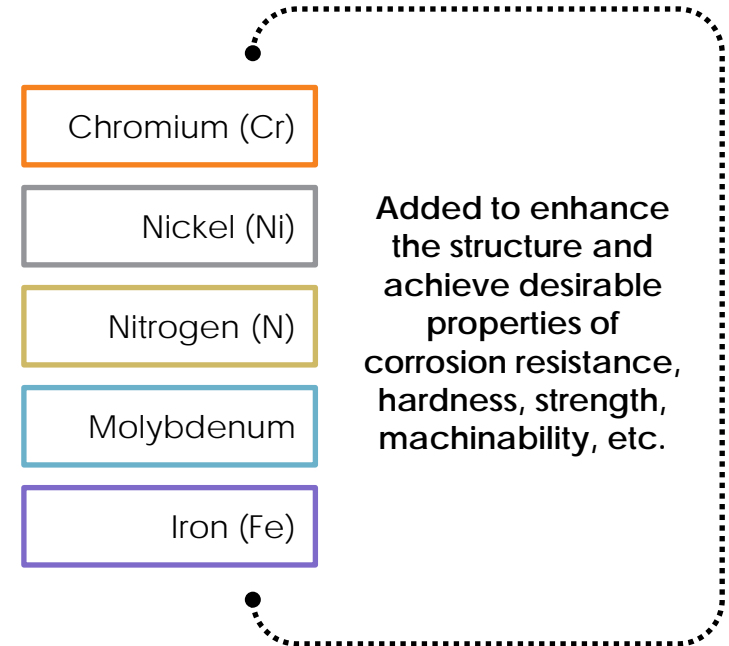 Chromium (Cr)
Nickel (Ni)
Nitrogen (N)
Molybdenum
Iron (Fe)
Added to enhance
the structure and
achieve desirable
properties of
corrosion resistance,
hardness, strength,
machinability, etc.